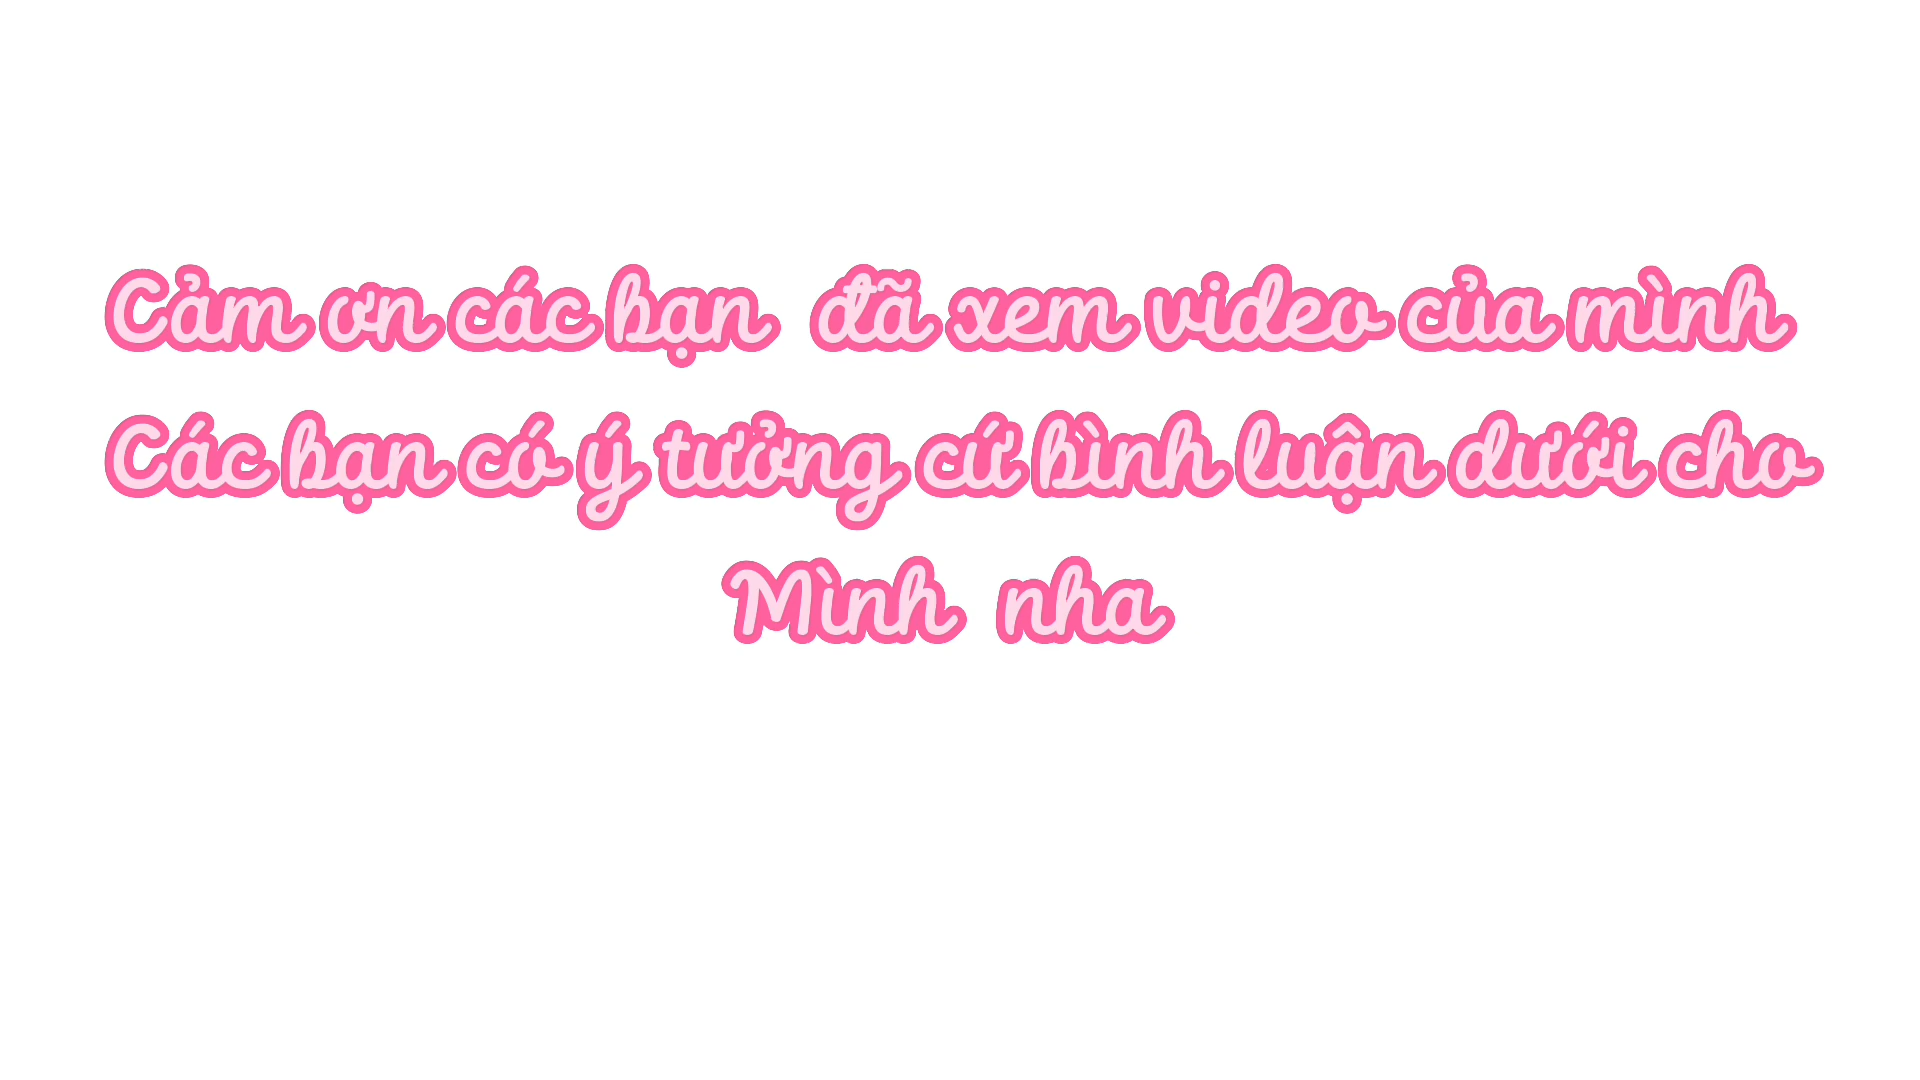 Cảm ơn các bạn đã xem video của mình
Các bạn có ý tưởng cứ bình luận dưới cho
Mình nha